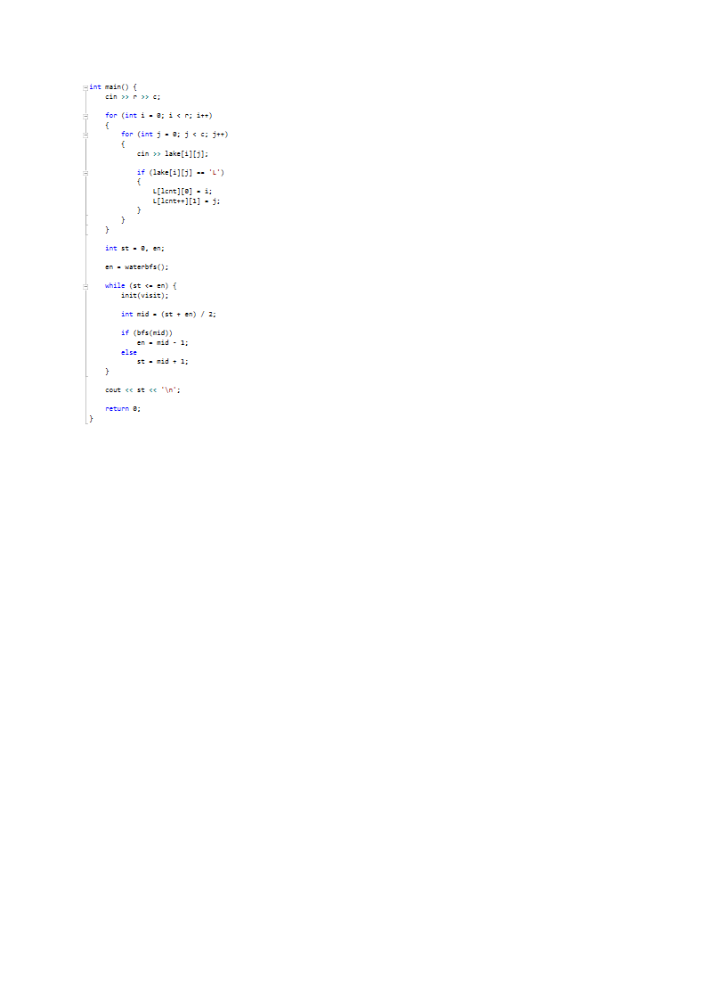 int main() {
    cin >> r >> c;

    for (int i = 0; i < r; i++)
    {
        for (int j = 0; j < c; j++)
        {
            cin >> lake[i][j];

            if (lake[i][j] == 'L')
            {
                L[lcnt][0] = i;
                L[lcnt++][1] = j;
            }
        }
    }

    int st = 0, en;

    en = waterbfs();

    while (st <= en) {
        init(visit);

        int mid = (st + en) / 2;

        if (bfs(mid))
            en = mid - 1;
        else
            st = mid + 1;
    }

    cout << st << '\n';

    return 0;
}